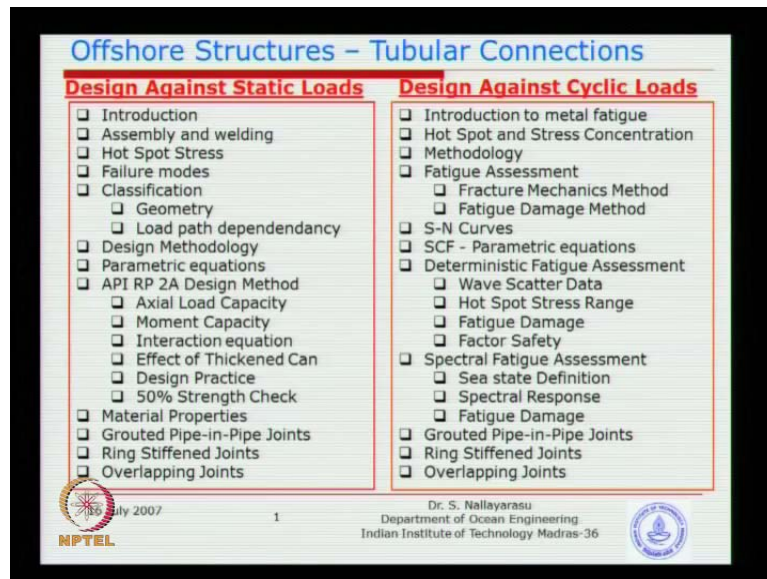 Offshore Structures – Tubular Connections
Design Against Static Loads
❑ Introduction
❑ Assembly and welding
❑ Hot Spot Stress
❑ Failure modes
❑ Classification
❑ Geometry
❑ Load path dependendancy
❑ Design Methodology
❑ Parametric equations
❑ API RP 2A Design Method
❑ Axial Load Capacity
❑ Moment Capacity
❑ Interaction equation
❑ Effect of Thickened Can
❑ Design Practice
❑ 50% Strength Check
❑ Material Properties
❑ Grouted Pipe-in-Pipe Joints
❑ Ring Stiffened Joints
❑ Overlapping Joints
Design Against Cyclic Loads
❑ Introduction to metal fatigue
❑ Hot Spot and Stress Concentration
❑ Methodology
❑ Fatigue Assessment
❑ Fracture Mechanics Method
❑ Fatigue Damage Method
❑ S-N Curves
❑ SCF - Parametric equations
❑ Deterministic Fatigue Assessment
❑ Wave Scatter Data
❑ Hot Spot Stress Range
❑ Fatigue Damage
❑ Factor Safety
❑ Spectral Fatigue Assessment
❑ Sea state Definition
❑ Spectral Response
❑ Fatigue Damage
❑ Grouted Pipe-in-Pipe Joints
❑ Ring Stiffened Joints
❑ Overlapping Joints
16 July 2007
1
Dr. S. Nallayarasu
Department of Ocean Engineering
Indian Institute of Technology Madras-36
NPTEL